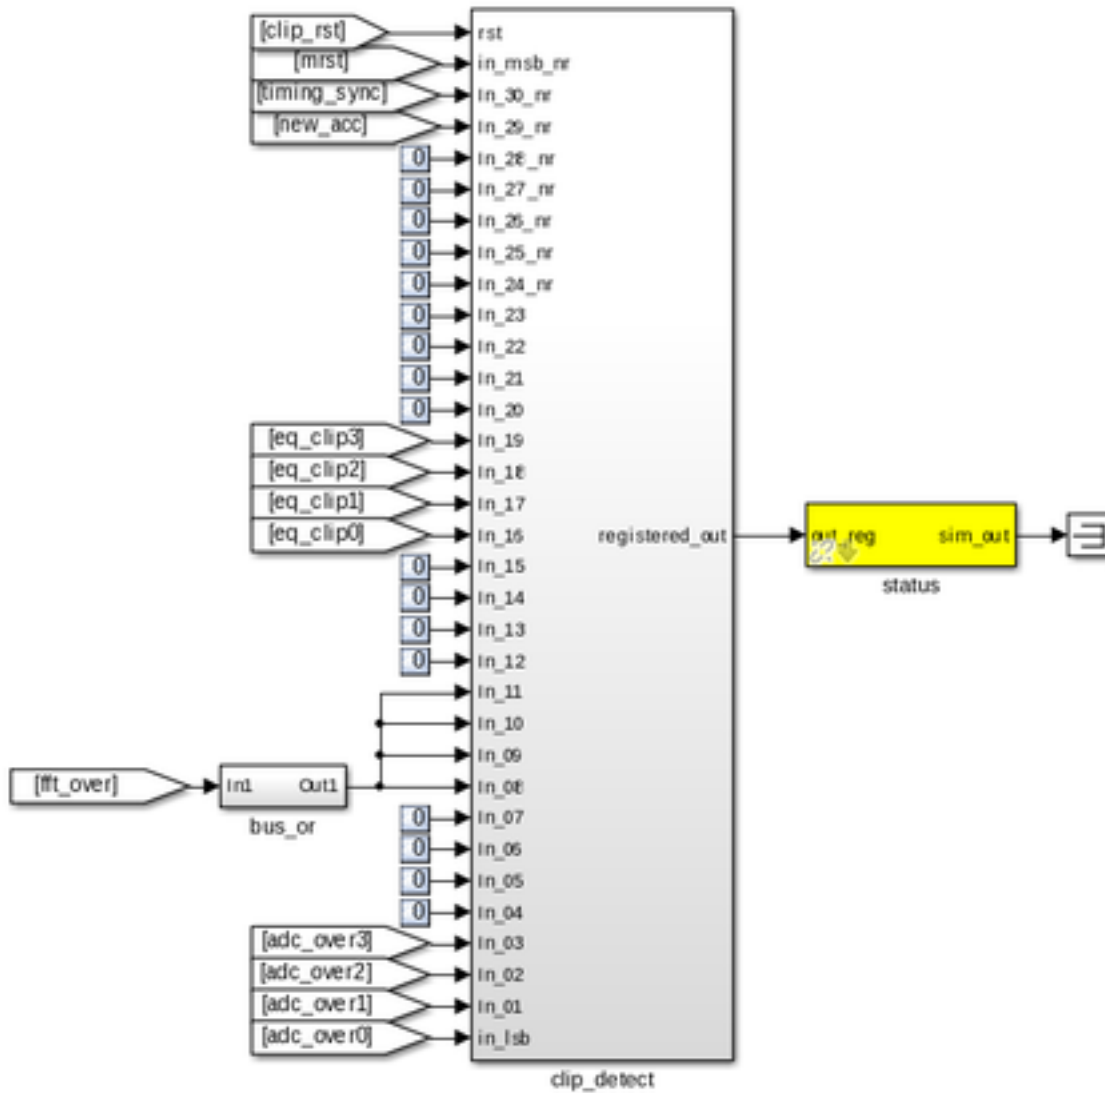 [clip_rst] rst
[mrst] in_msb_nr
[timing_sync] In_30_nr
[new_acc] In_29_nr
0 In_28_nr
0 In_27_nr
0 In_26_nr
0 In_25_nr
0 In_24_nr
0 In_23
0 In_22
0 In_21
0 In_20
[eq_clip3] In_19
[eq_clip2] In_18
[eq_clip1] In_17
[eq_clip0] In_16 registered_out out_reg sim_out
0 In_15
status
0 In_14
0 In_13
0 In_12
In_11
In_10
In_09
[fft_over] In1 Out1 In_08
0 In_07
bus_or
0 In_06
0 In_05
0 In_04
[adc_over3] In_03
[adc_over2] In_02
[adc_over1] In_01
[adc_over0] in_lsb
clip_detect